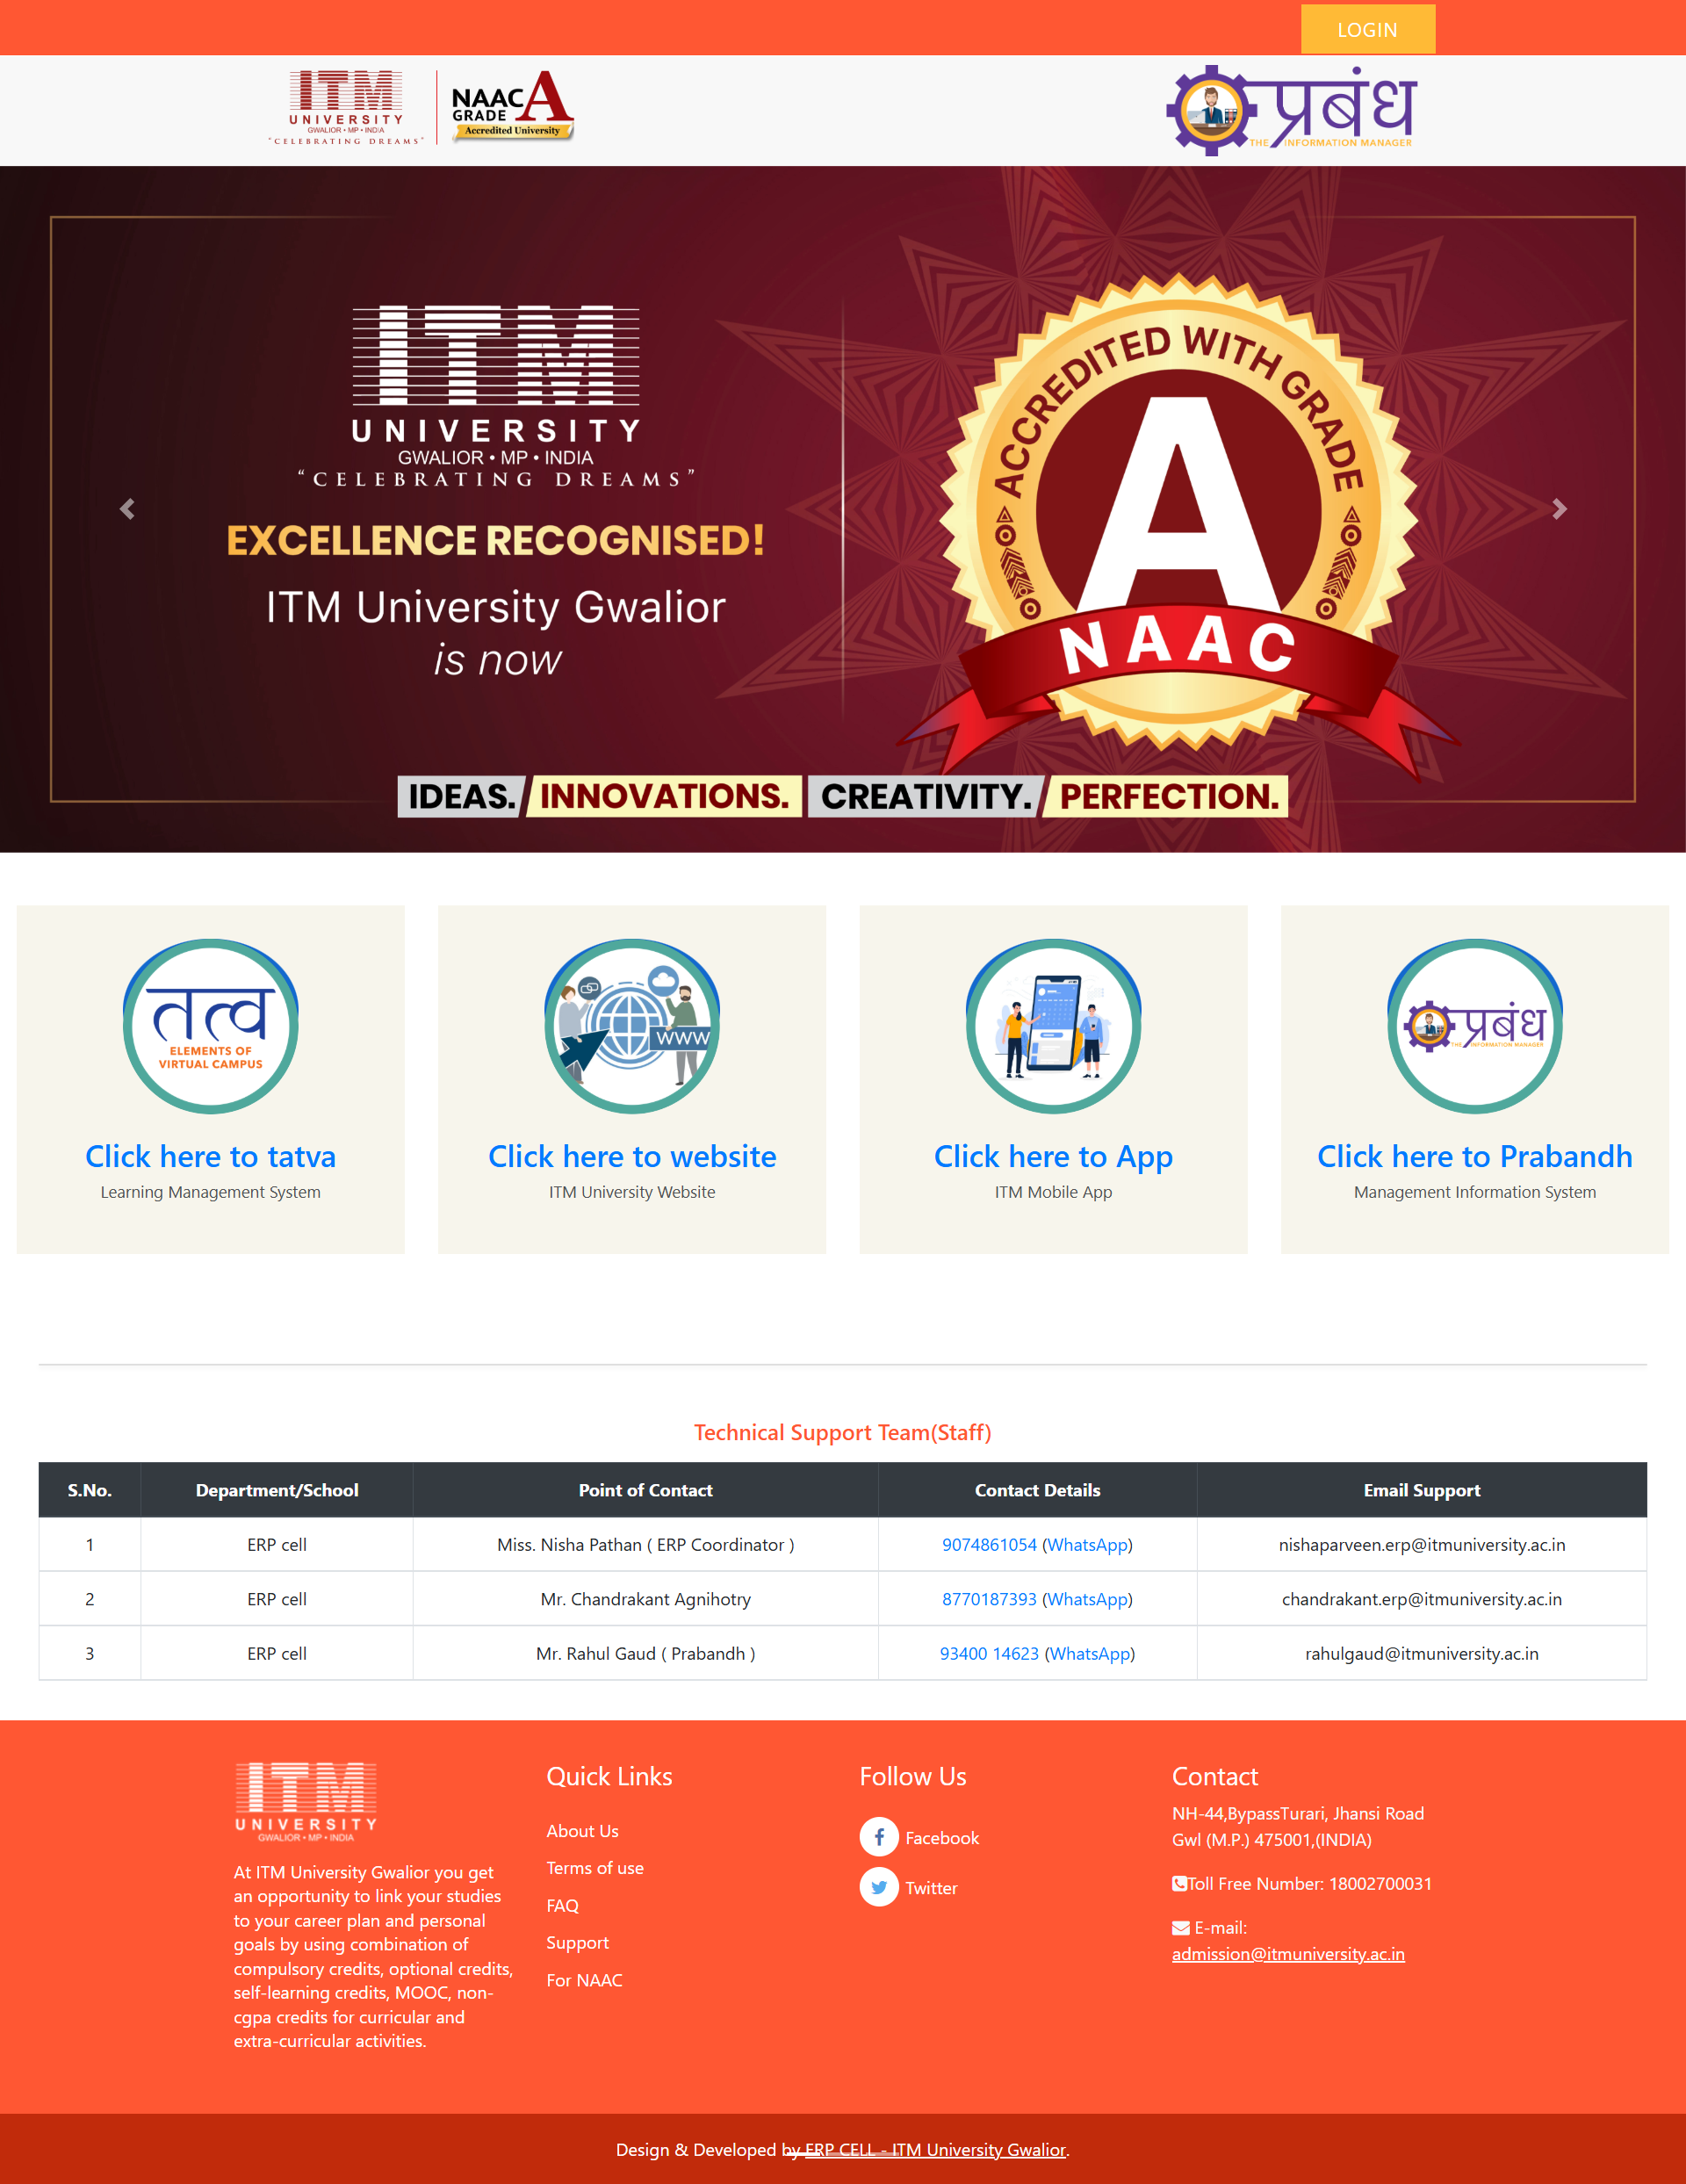 LOGIN
ITM
UNIVERSITY
GWALIOR • MP • INDIA
"CELEBRATING DREAMS"
NAAC A
GRADE
Accredited University
प्रबंध
THE INFORMATION MANAGER
ITM
UNIVERSITY
GWALIOR • MP • INDIA
"CELEBRATING DREAMS"
EXCELLENCE RECOGNISED!
ITM University Gwalior
is now
ACCREDITED WITH GRADE
A
NAAC
IDEAS. INNOVATIONS. CREATIVITY. PERFECTION.
तत्व
ELEMENTS OF
VIRTUAL CAMPUS
Click here to tatva
Learning Management System
WWW
Click here to website
ITM University Website
Click here to App
ITM Mobile App
प्रबंध
THE INFORMATION MANAGER
Click here to Prabandh
Management Information System
Technical Support Team(Staff)
S.No. Department/School Point of Contact Contact Details Email Support
1 ERP cell Miss. Nisha Pathan ( ERP Coordinator ) 9074861054 (WhatsApp) nishaparveen.erp@itmuniversity.ac.in
2 ERP cell Mr. Chandrakant Agnihotry 8770187393 (WhatsApp) chandrakant.erp@itmuniversity.ac.in
3 ERP cell Mr. Rahul Gaud ( Prabandh ) 93400 14623 (WhatsApp) rahulgaud@itmuniversity.ac.in
ITM
UNIVERSITY
GWALIOR • MP • INDIA
At ITM University Gwalior you get
an opportunity to link your studies
to your career plan and personal
goals by using combination of
compulsory credits, optional credits,
self-learning credits, MOOC, non-
cgpa credits for curricular and
extra-curricular activities.
Quick Links
About Us
Terms of use
FAQ
Support
For NAAC
Follow Us
Facebook
Twitter
Contact
NH-44,BypassTurari, Jhansi Road
Gwl (M.P.) 475001,(INDIA)
Toll Free Number: 18002700031
E-mail:
admission@itmuniversity.ac.in
Design & Developed by ERP CELL - ITM University Gwalior.